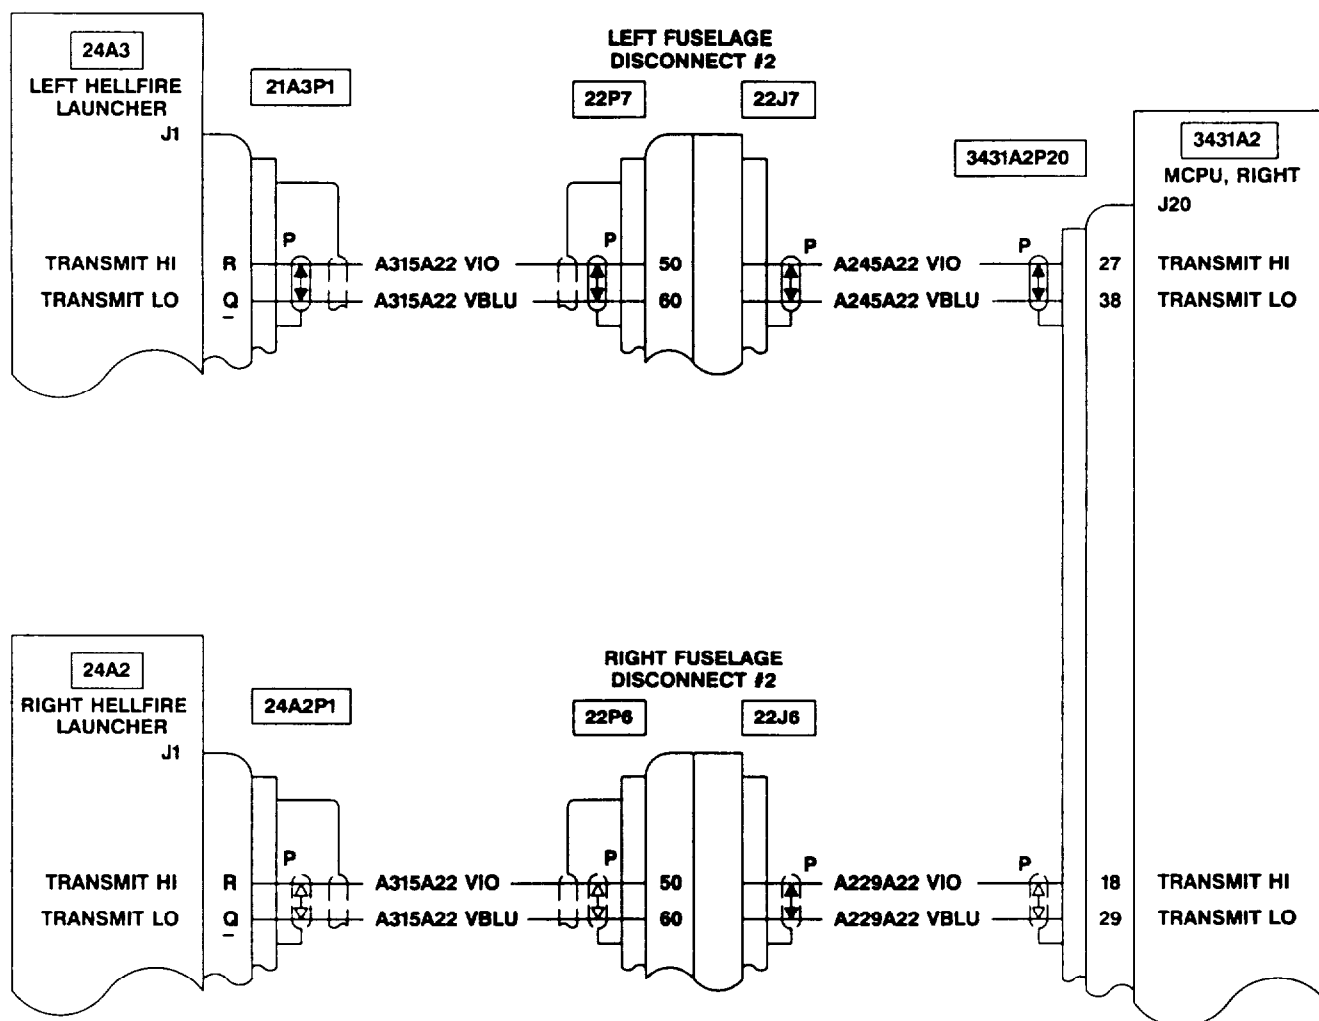 24A3
LEFT HELLFIRE
LAUNCHER
J1
21A3P1
LEFT FUSELAGE
DISCONNECT #2
22P7
22J7
3431A2P20
3431A2
MCPU, RIGHT
J20
P
P
P
P
TRANSMIT HI R A315A22 VIO 50 A245A22 VIO 27 TRANSMIT HI
TRANSMIT LO Q A315A22 VBLU 60 A245A22 VBLU 38 TRANSMIT LO
24A2
RIGHT HELLFIRE
LAUNCHER
J1
24A2P1
RIGHT FUSELAGE
DISCONNECT #2
22P6
22J6
P
P
P
P
TRANSMIT HI R A315A22 VIO 50 A229A22 VIO 18 TRANSMIT HI
TRANSMIT LO Q A315A22 VBLU 60 A229A22 VBLU 29 TRANSMIT LO